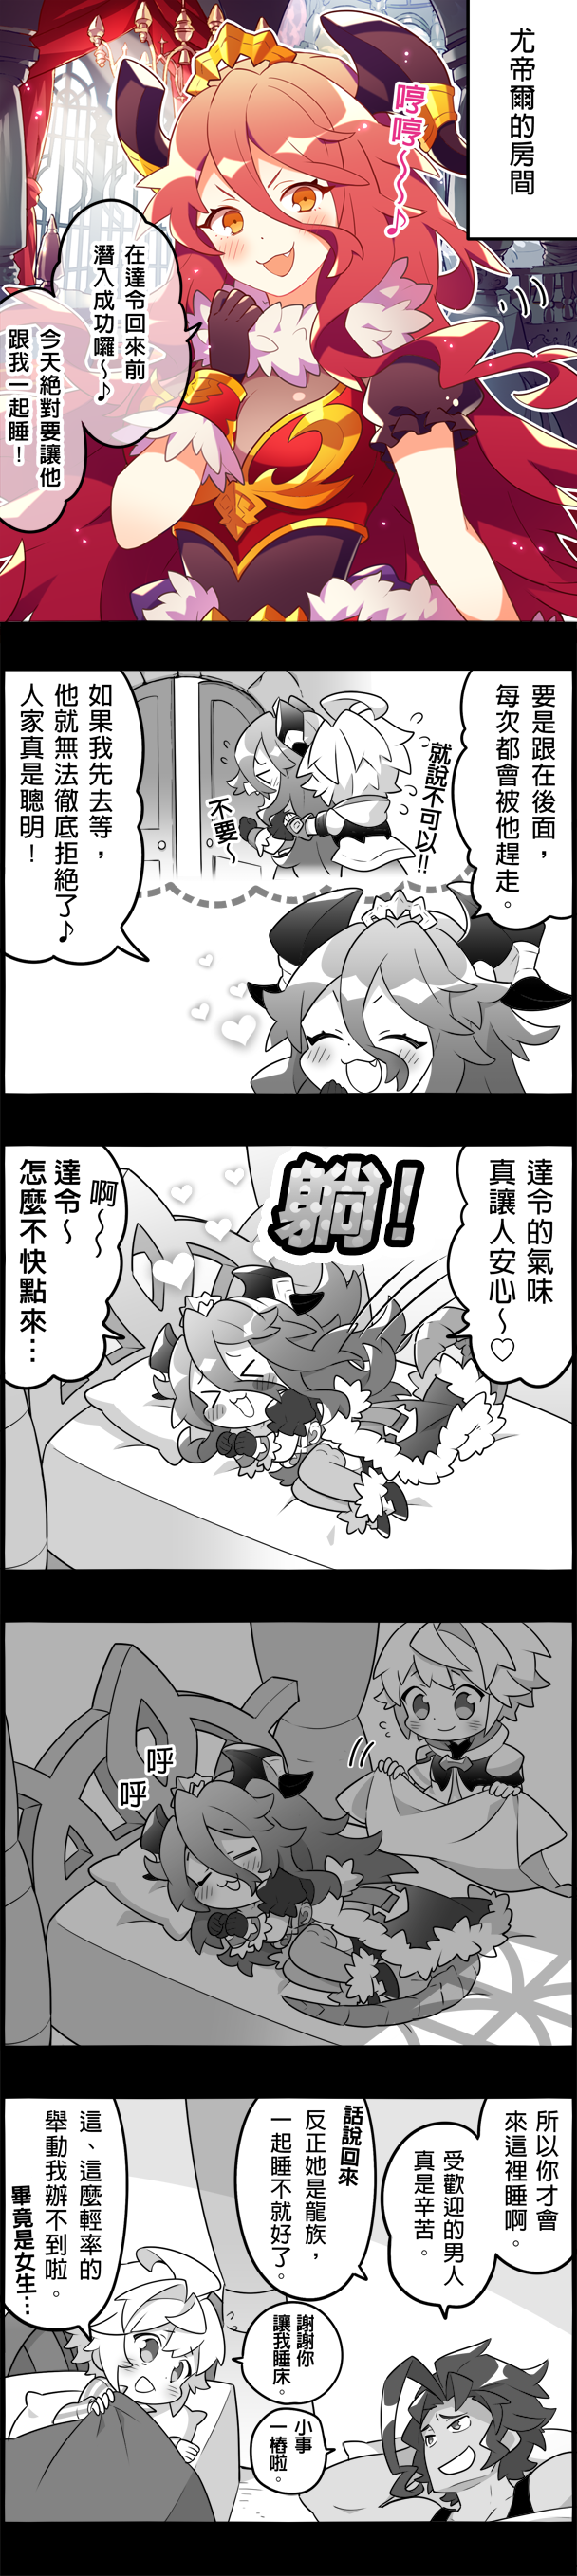 尤帝爾的房間
哼哼～～♪
在達令回來前
潛入成功囉～♪
今天絕對要讓他
跟我一起睡！
要是跟在後面，
每次都會被他趕走。
就說不可以!!
不要～
如果我先去等，
他就無法徹底拒絕了♪
人家真是聰明！
達令的氣味
真讓人安心～♡
躺！
啊～
達令～
怎麼不快點來…
呼
呼
所以你才會
來這裡睡啊。
受歡迎的男人
真是辛苦。
話說回來
反正她是龍族，
一起睡不就好了。
這、這麼輕率的
舉動我辦不到啦。
畢竟是女生…
謝謝你
讓我睡床。
小事
一樁啦。